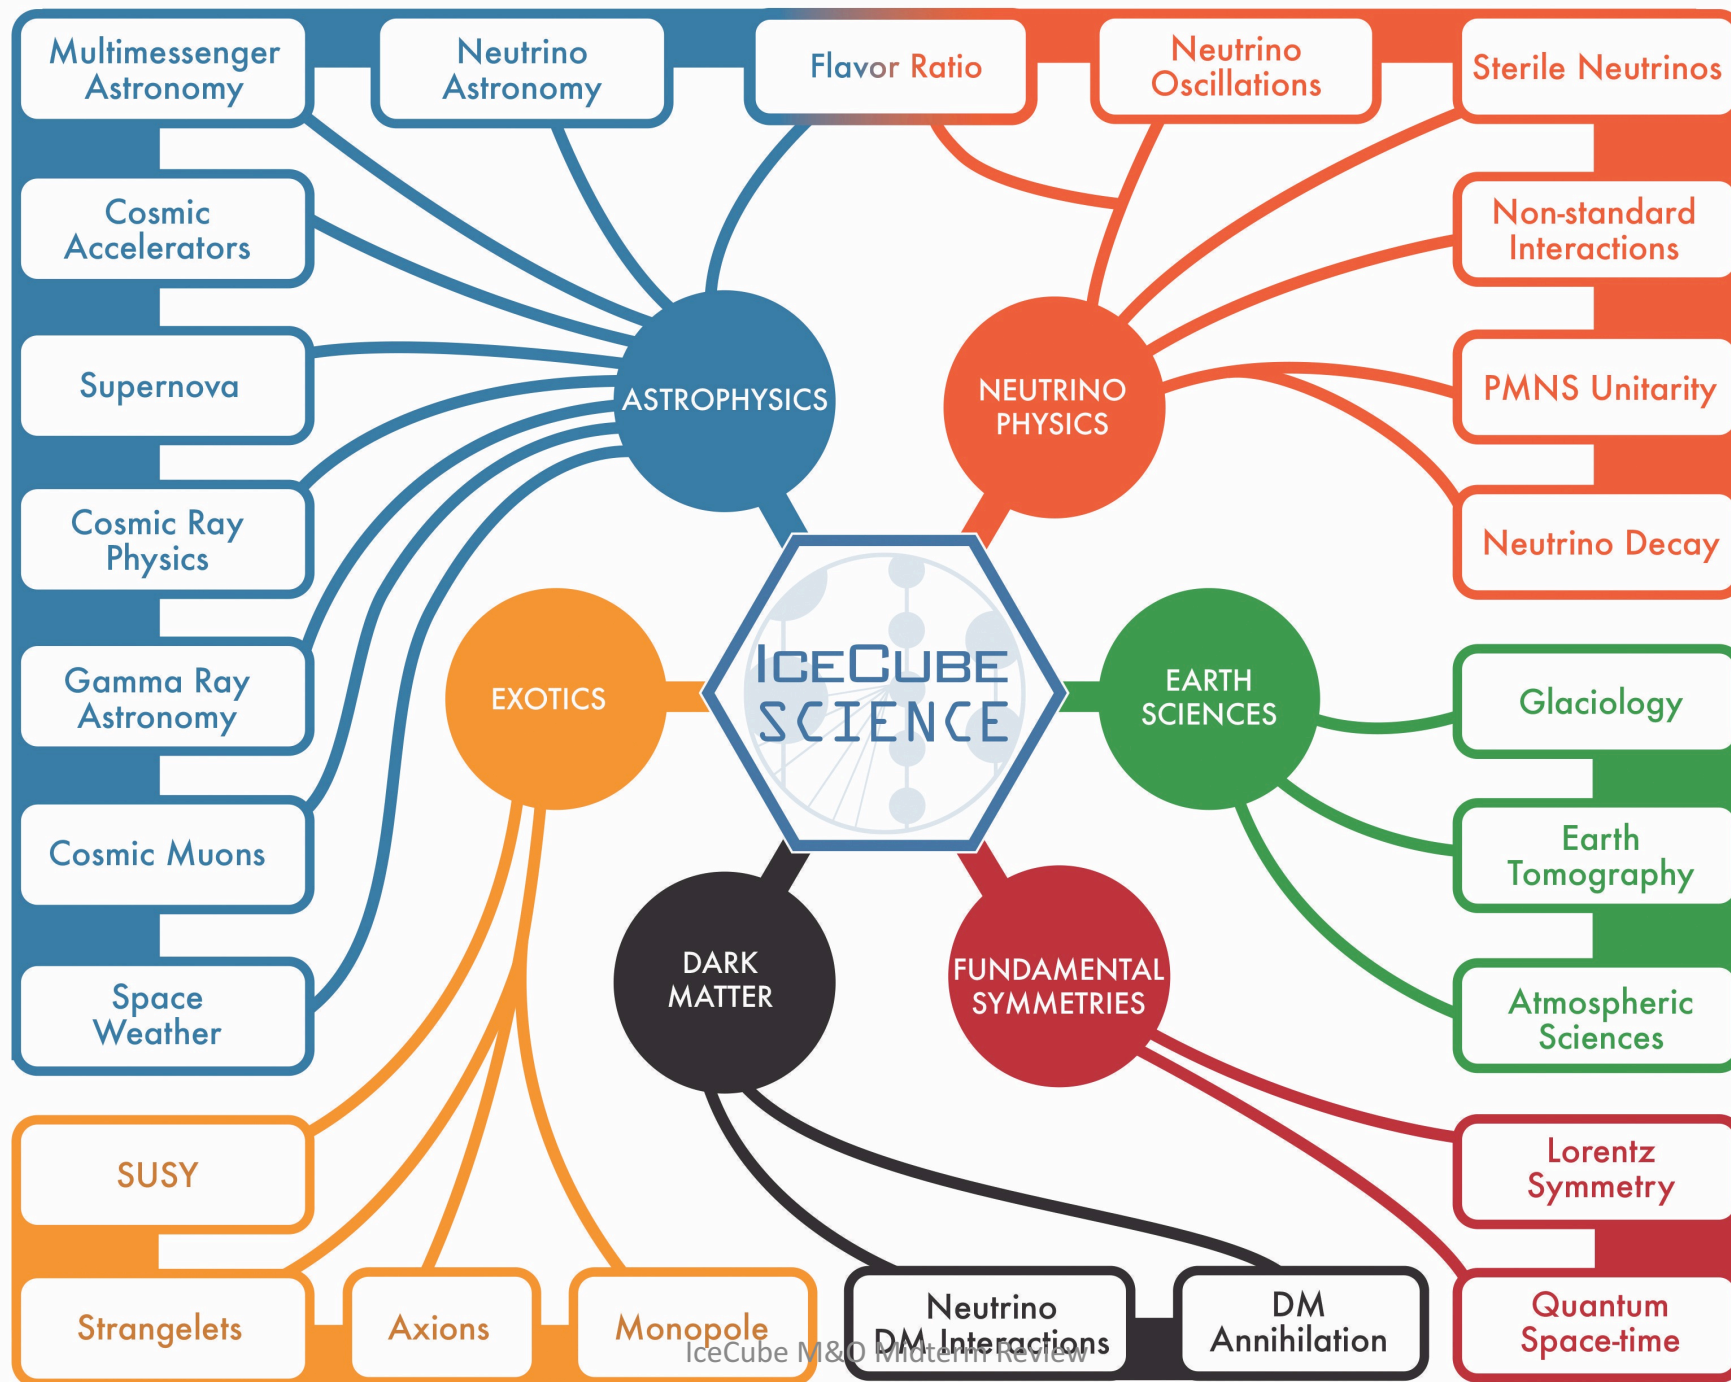 Multimessenger
Astronomy
Neutrino
Astronomy
Flavor Ratio
Neutrino
Oscillations
Sterile Neutrinos
Cosmic
Accelerators
Non-standard
Interactions
Supernova
ASTROPHYSICS
NEUTRINO
PHYSICS
PMNS Unitarity
Cosmic Ray
Physics
Neutrino Decay
Gamma Ray
Astronomy
EXOTICS
ICECUBE
SCIENCE
EARTH
SCIENCES
Glaciology
Cosmic Muons
Earth
Tomography
Space
Weather
DARK
MATTER
FUNDAMENTAL
SYMMETRIES
Atmospheric
Sciences
SUSY
Lorentz
Symmetry
Strangelets
Axions
Monopole
Neutrino
DM Interactions
DM
Annihilation
Quantum
Space-time
IceCube M&O Midterm Review